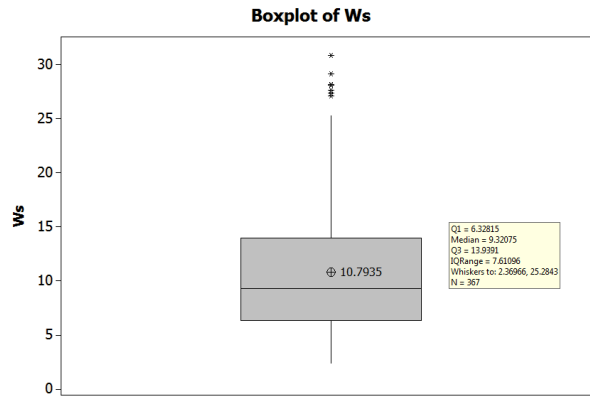 Boxplot of Ws
30
25
20
15
10
5
0
Ws
10.7935
Q1 = 6.32815
Median = 9.32075
Q3 = 13.9391
IQRange = 7.61096
Whiskers to: 2.36966, 25.2843
N = 367